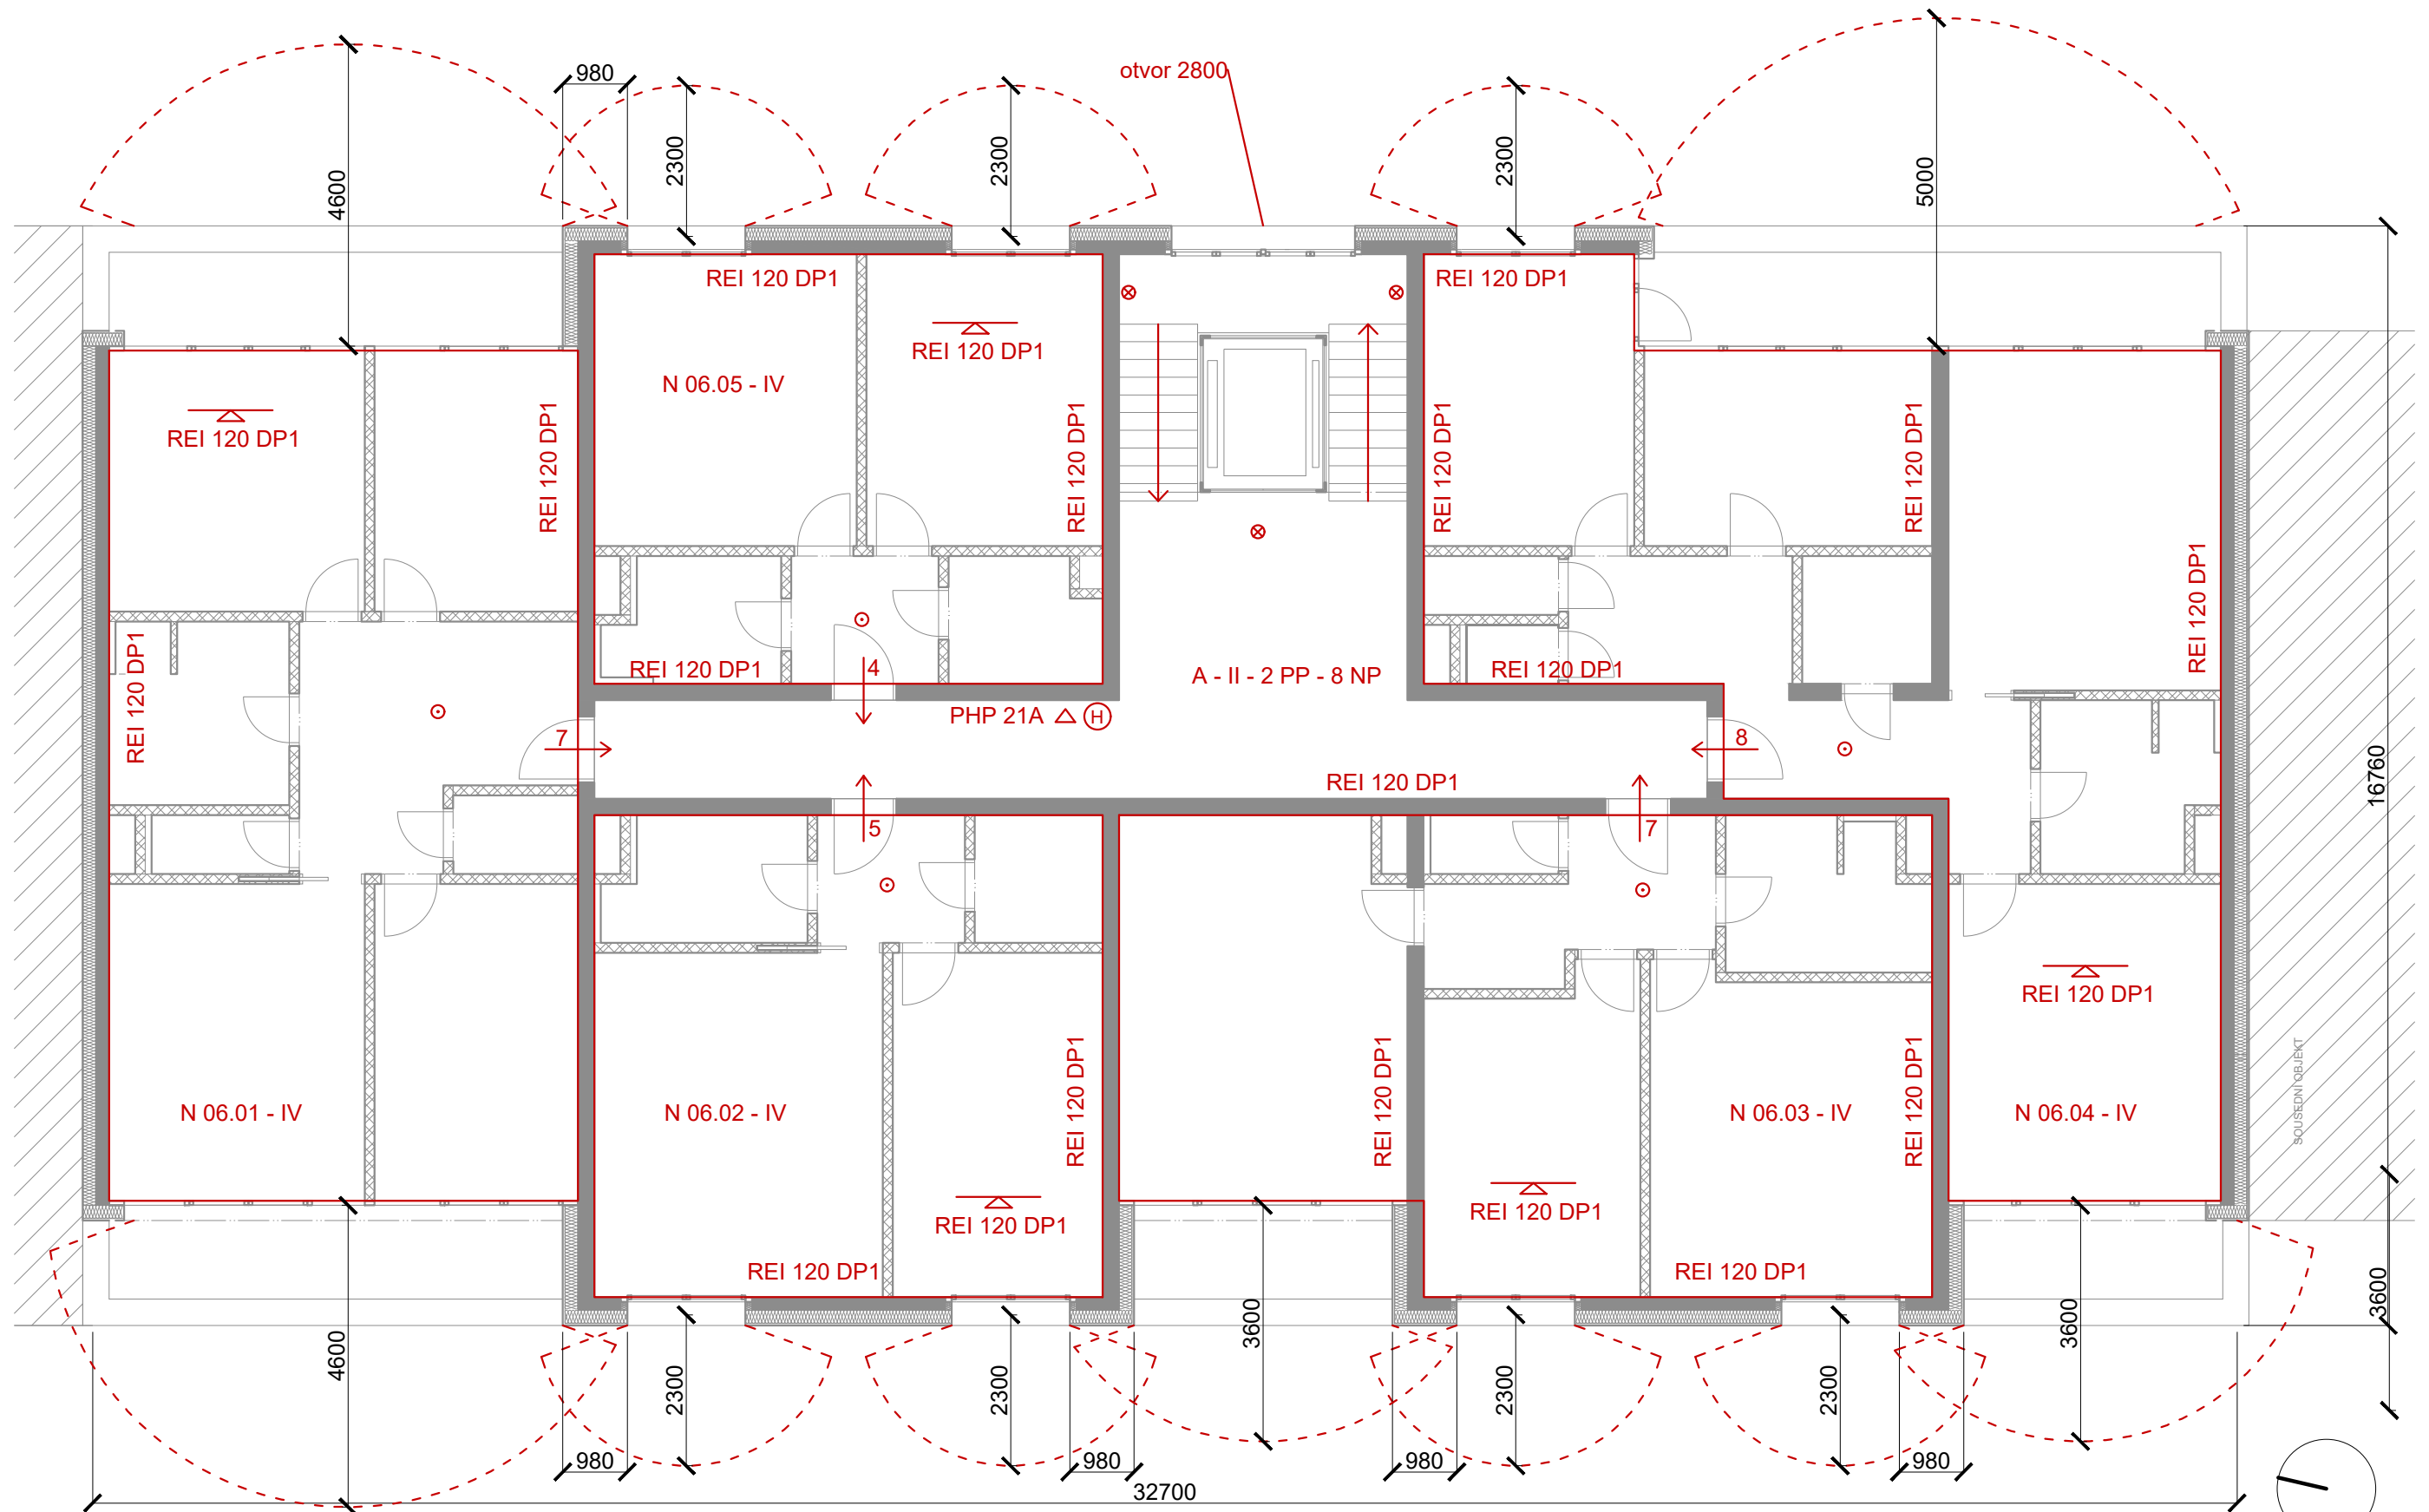 otvor 2800
980
2300
2300
2300
4600
5000
REI 120 DP1
REI 120 DP1
REI 120 DP1
N 06.05 - IV
REI 120 DP1
REI 120 DP1
REI 120 DP1
REI 120 DP1
REI 120 DP1
REI 120 DP1
REI 120 DP1
REI 120 DP1
REI 120 DP1
4
REI 120 DP1
A - II - 2 PP - 8 NP
PHP 21A
H
7
8
REI 120 DP1
16760
5
7
REI 120 DP1
N 06.01 - IV
N 06.02 - IV
REI 120 DP1
REI 120 DP1
N 06.03 - IV
REI 120 DP1
N 06.04 - IV
SOUSEDNÍ OBJEKT
REI 120 DP1
REI 120 DP1
REI 120 DP1
REI 120 DP1
3600
3600
3600
4600
2300
2300
2300
2300
980
980
980
980
32700